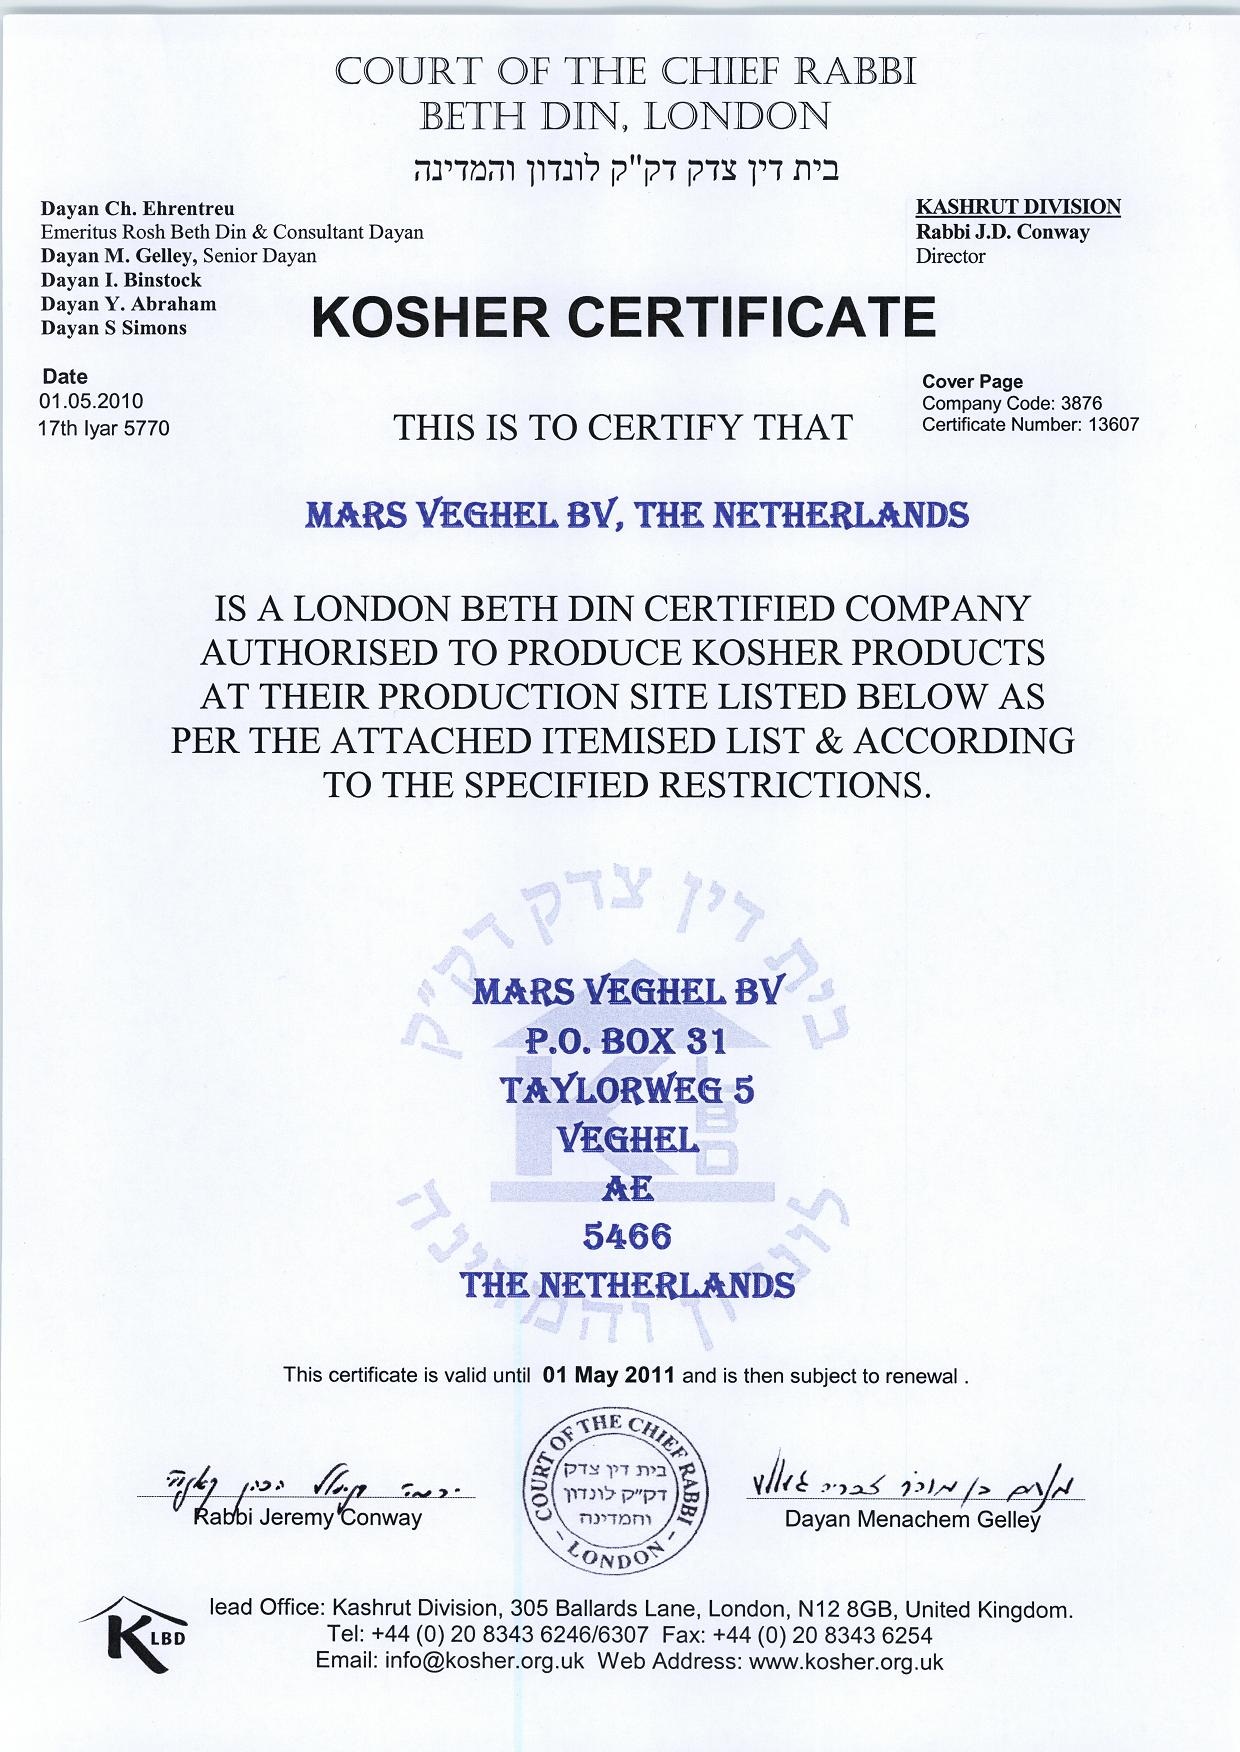 COURT OF THE CHIEF RABBI
BETH DIN, LONDON
בית דין צדק דק"ק לונדון והמדינה
Dayan Ch. Ehrentreu
Emeritus Rosh Beth Din & Consultant Dayan
Dayan M. Gelley, Senior Dayan
Dayan I. Binstock
Dayan Y. Abraham
Dayan S Simons
KASHRUT DIVISION
Rabbi J.D. Conway
Director
KOSHER CERTIFICATE
Date
01.05.2010
17th Iyar 5770
Cover Page
Company Code: 3876
Certificate Number: 13607
THIS IS TO CERTIFY THAT
MARS VEGHEL BV, THE NETHERLANDS
IS A LONDON BETH DIN CERTIFIED COMPANY
AUTHORISED TO PRODUCE KOSHER PRODUCTS
AT THEIR PRODUCTION SITE LISTED BELOW AS
PER THE ATTACHED ITEMISED LIST & ACCORDING
TO THE SPECIFIED RESTRICTIONS.
בית דין צדק דק"ק
MARS VEGHEL BV
P.O. BOX 31
TAYLORWEG 5
VEGHEL
AE
5466
THE NETHERLANDS
K LBD
לונדון והמדינה
This certificate is valid until 01 May 2011 and is then subject to renewal .
COURT OF THE CHIEF RABBI
בית דין צדק
דק"ק לונדון
והמדינה
- LONDON -
Rabbi Jeremy Conway
Dayan Menachem Gelley
K LBD
lead Office: Kashrut Division, 305 Ballards Lane, London, N12 8GB, United Kingdom.
Tel: +44 (0) 20 8343 6246/6307 Fax: +44 (0) 20 8343 6254
Email: info@kosher.org.uk Web Address: www.kosher.org.uk